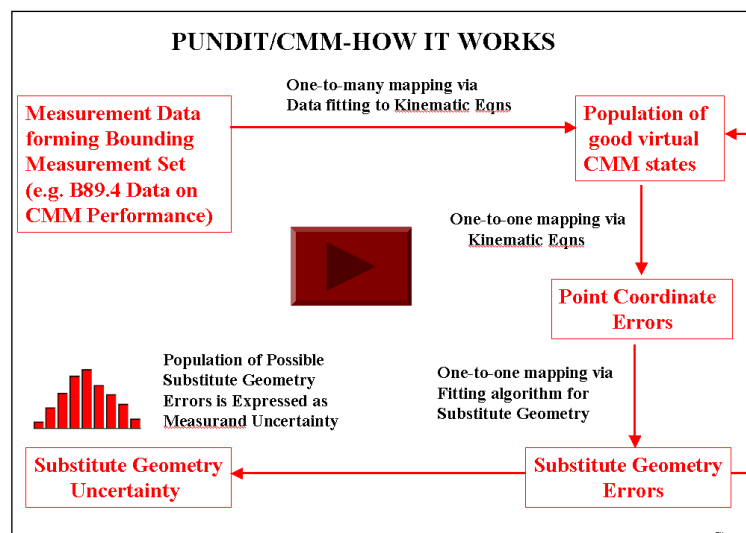 PUNDIT/CMM-HOW IT WORKS
One-to-many mapping via
Data fitting to Kinematic Eqns
Measurement Data
forming Bounding
Measurement Set
(e.g. B89.4 Data on
CMM Performance)
Population of
good virtual
CMM states
One-to-one mapping via
Kinematic Eqns
Point Coordinate
Errors
Population of Possible
Substitute Geometry
Errors is Expressed as
Measurand Uncertainty
One-to-one mapping via
Fitting algorithm for
Substitute Geometry
Substitute Geometry
Uncertainty
Substitute Geometry
Errors